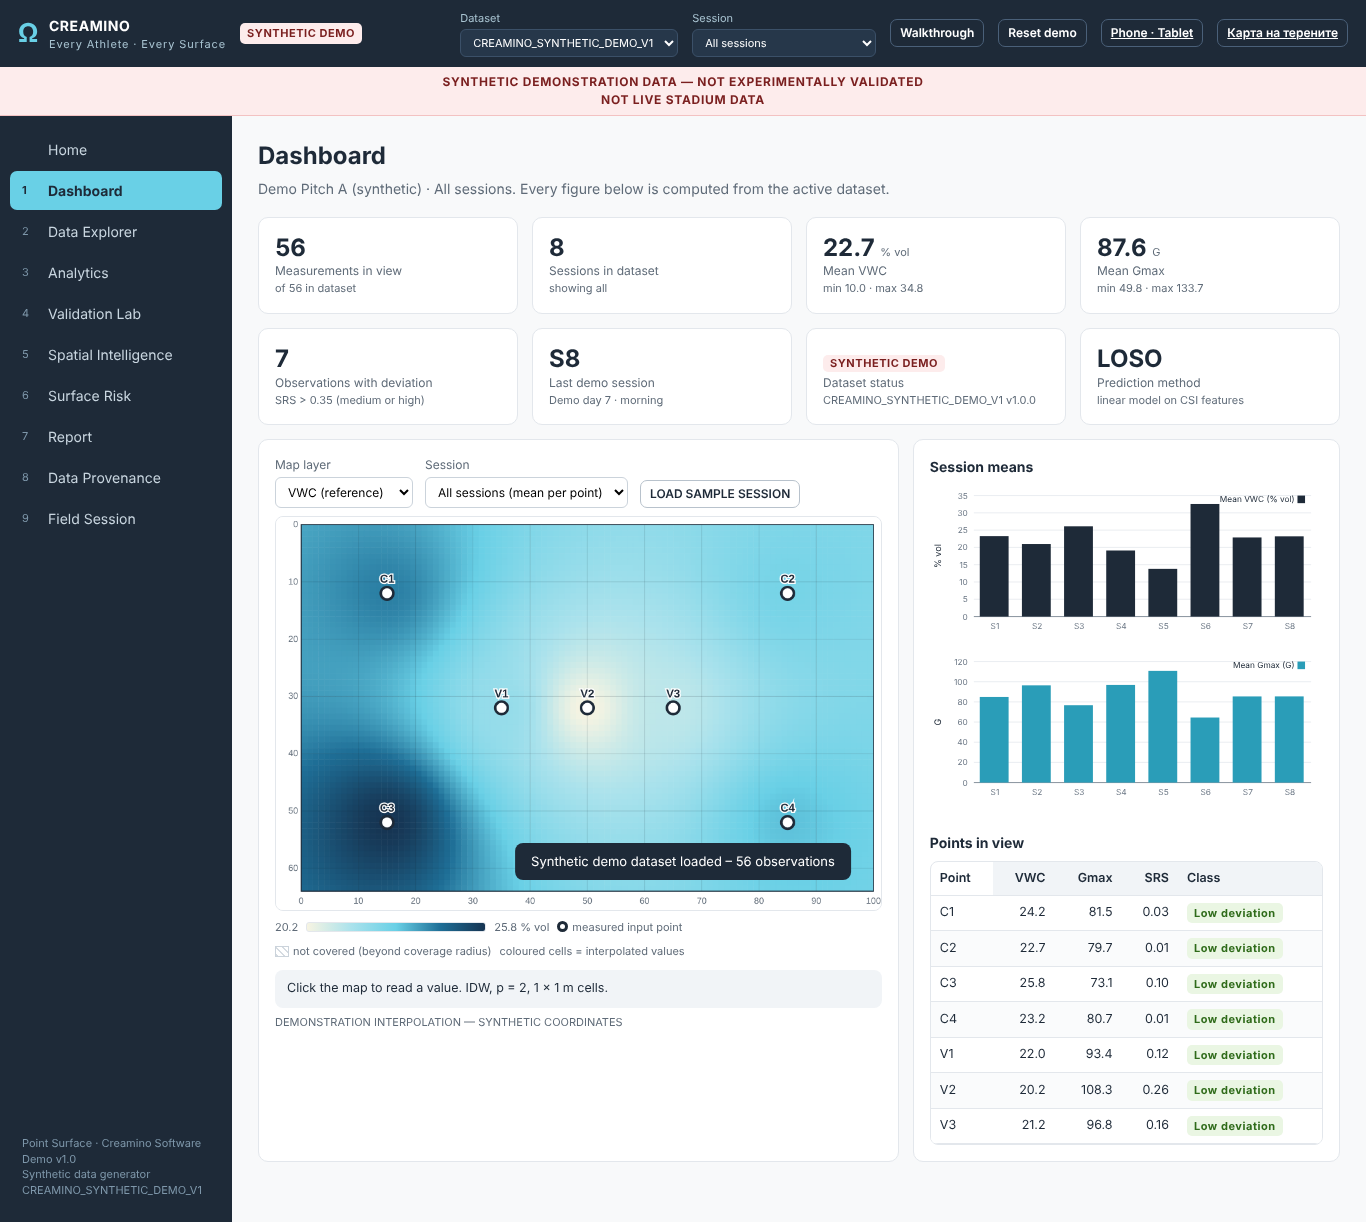 Ω
CREAMINO
Every Athlete · Every Surface
SYNTHETIC DEMO
Dataset
CREAMINO_SYNTHETIC_DEMO_V1
Session
All sessions
Walkthrough
Reset demo
Phone · Tablet
Карта на терените
SYNTHETIC DEMONSTRATION DATA — NOT EXPERIMENTALLY VALIDATED
NOT LIVE STADIUM DATA
Home
1 Dashboard
2 Data Explorer
3 Analytics
4 Validation Lab
5 Spatial Intelligence
6 Surface Risk
7 Report
8 Data Provenance
9 Field Session
Point Surface · Creamino Software
Demo v1.0
Synthetic data generator
CREAMINO_SYNTHETIC_DEMO_V1
Dashboard
Demo Pitch A (synthetic) · All sessions. Every figure below is computed from the active dataset.
56
Measurements in view
of 56 in dataset
8
Sessions in dataset
showing all
22.7 % vol
Mean VWC
min 10.0 · max 34.8
87.6 G
Mean Gmax
min 49.8 · max 133.7
7
Observations with deviation
SRS > 0.35 (medium or high)
S8
Last demo session
Demo day 7 · morning
SYNTHETIC DEMO
Dataset status
CREAMINO_SYNTHETIC_DEMO_V1 v1.0.0
LOSO
Prediction method
linear model on CSI features
Map layer
VWC (reference)
Session
All sessions (mean per point)
LOAD SAMPLE SESSION
0
10
20
30
40
50
60
C1
C2
V1
V2
V3
C3
C4
Synthetic demo dataset loaded – 56 observations
0 10 20 30 40 50 60 70 80 90 100
20.2
25.8 % vol
measured input point
not covered (beyond coverage radius)
coloured cells = interpolated values
Click the map to read a value. IDW, p = 2, 1 × 1 m cells.
DEMONSTRATION INTERPOLATION — SYNTHETIC COORDINATES
Session means
Mean VWC (% vol)
% vol
35
30
25
20
15
10
5
0
S1 S2 S3 S4 S5 S6 S7 S8
Mean Gmax (G)
G
120
100
80
60
40
20
0
S1 S2 S3 S4 S5 S6 S7 S8
Points in view
Point VWC Gmax SRS Class
C1 24.2 81.5 0.03 Low deviation
C2 22.7 79.7 0.01 Low deviation
C3 25.8 73.1 0.10 Low deviation
C4 23.2 80.7 0.01 Low deviation
V1 22.0 93.4 0.12 Low deviation
V2 20.2 108.3 0.26 Low deviation
V3 21.2 96.8 0.16 Low deviation